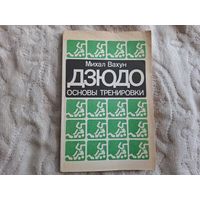 Михал Вахун
ДЗЮДО
ОСНОВЫ ТРЕНИРОВКИ